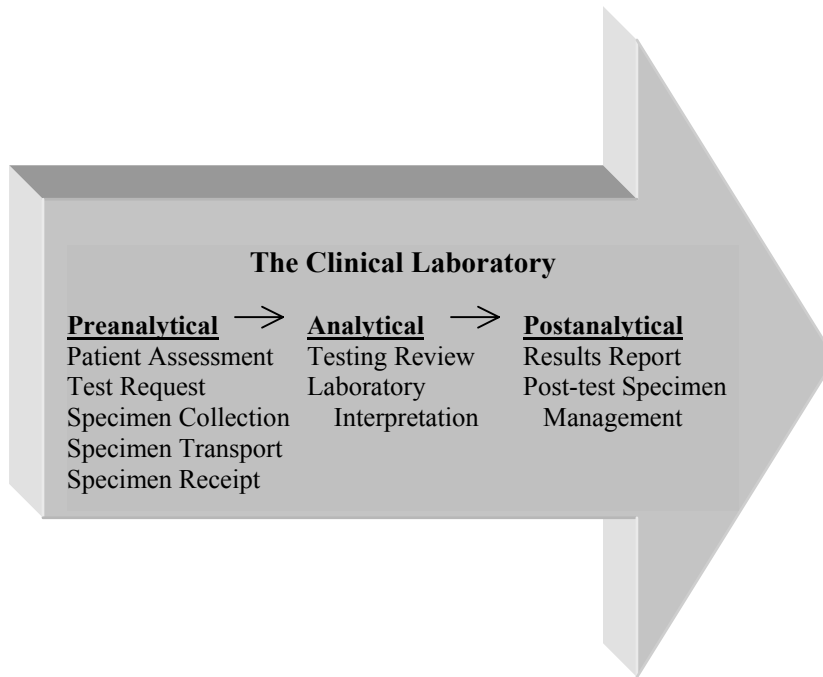 The Clinical Laboratory
Preanalytical
Patient Assessment
Test Request
Specimen Collection
Specimen Transport
Specimen Receipt
Analytical
Testing Review
Laboratory
Interpretation
Postanalytical
Results Report
Post-test Specimen
Management